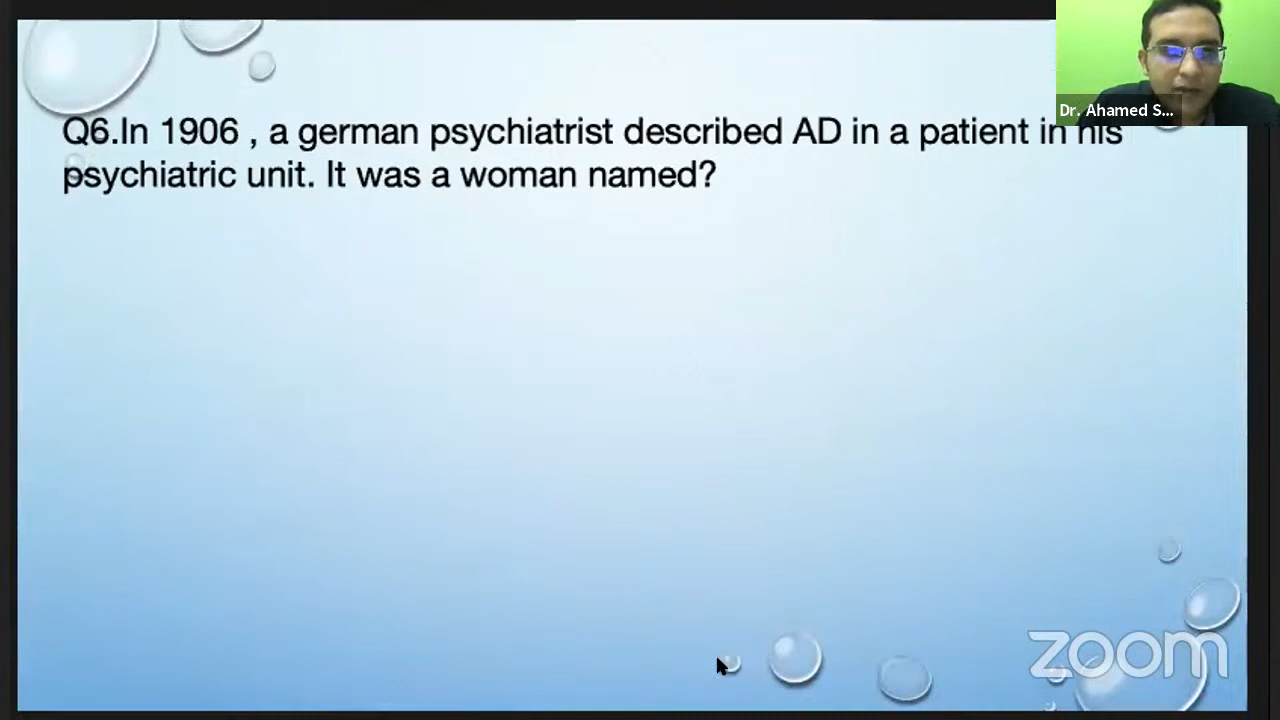 Dr. Ahamed S...
Q6.In 1906 , a german psychiatrist described AD in a patient in his
psychiatric unit. It was a woman named?
zoom